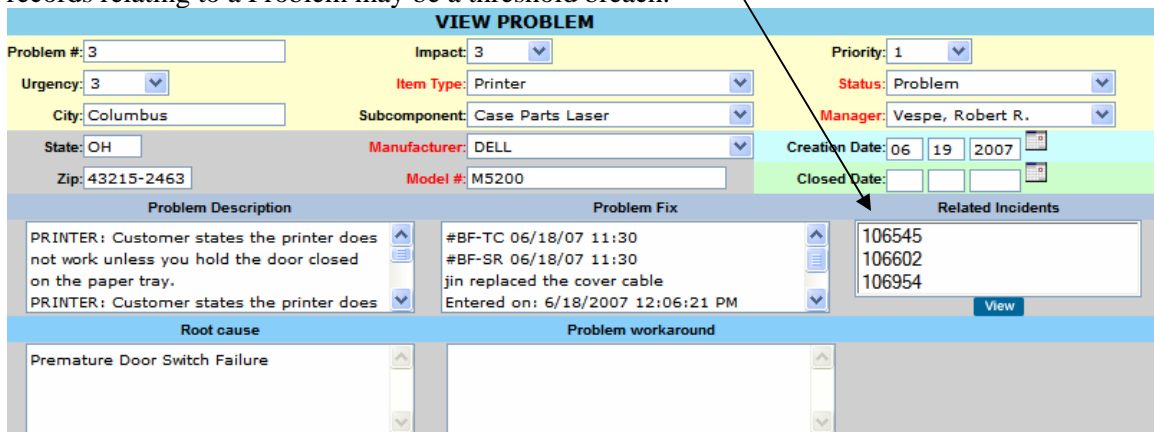 records relating to a Problem may be a threshold breach.
VIEW PROBLEM
Problem #: 3 Impact: 3 Priority: 1
Urgency: 3 Item Type: Printer Status: Problem
City: Columbus Subcomponent: Case Parts Laser Manager: Vespe, Robert R.
State: OH Manufacturer: DELL Creation Date: 06 19 2007
Zip: 43215-2463 Model #: M5200 Closed Date:
Problem Description Problem Fix Related Incidents
PRINTER: Customer states the printer does #BF-TC 06/18/07 11:30 106545
not work unless you hold the door closed #BF-SR 06/18/07 11:30 106602
on the paper tray. jin replaced the cover cable 106954
PRINTER: Customer states the printer does Entered on: 6/18/2007 12:06:21 PM View
Root cause Problem workaround
Premature Door Switch Failure